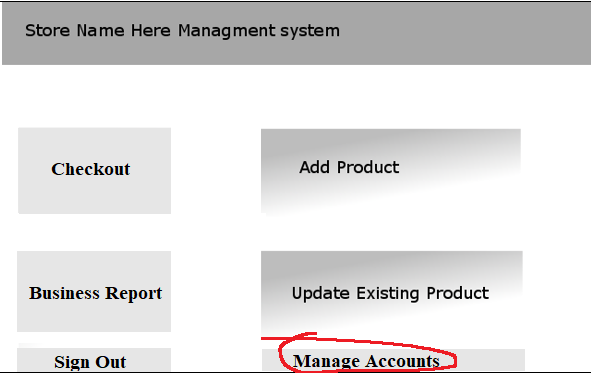 Store Name Here Managment system
Checkout
Add Product
Business Report
Update Existing Product
Sign Out
Manage Accounts